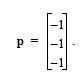 p = [-1
-1
-1].